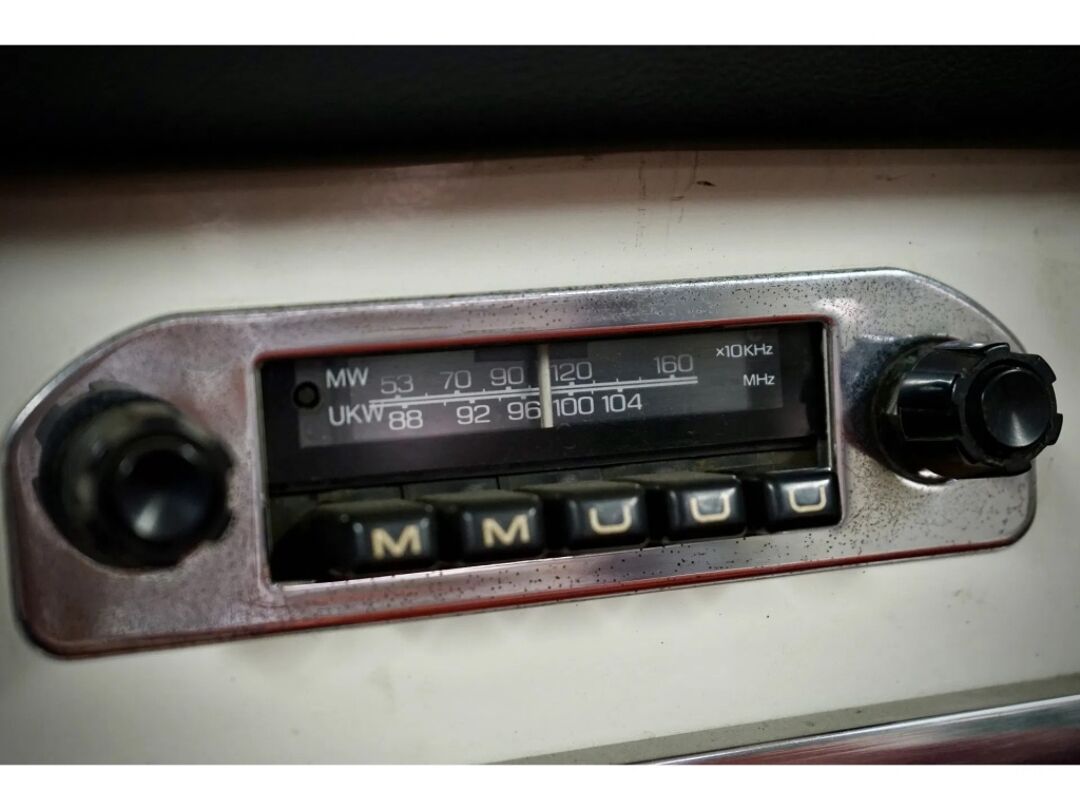 MW 53 70 90 120 160 ×10KHz
UKW 88 92 96 100 104 MHz
M M U U U